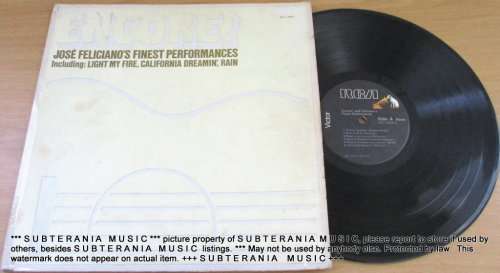 ENCORE!
JOSÉ FELICIANO'S FINEST PERFORMANCES
Including: LIGHT MY FIRE, CALIFORNIA DREAMIN', RAIN
RCA
Victor
*** S U B T E R A N I A M U S I C *** picture property of S U B T E R A N I A M U S I C, please report to store if used by
others, besides S U B T E R A N I A M U S I C listings. *** May not be used by anybody else. Protected by law. This
watermark does not appear on actual item. +++ S U B T E R A N I A M U S I C +++